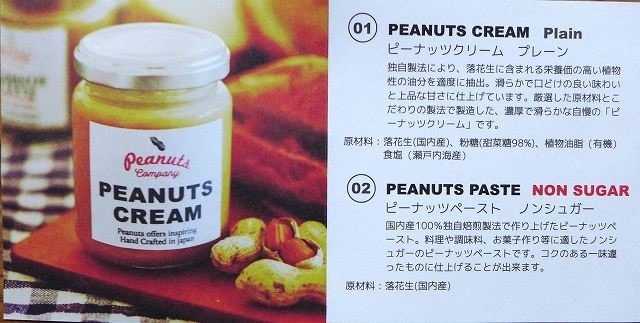 Peanuts
Company
PEANUTS
CREAM
Peanuts offers inspiring
Hand Crafted in japan
01 PEANUTS CREAM Plain
ピーナッツクリーム プレーン
独自製法により、落花生に含まれる栄養価の高い植物
性の油分を適度に抽出。滑らかで口どけの良い味わい
と上品な甘さに仕上げています。厳選した原材料とこ
だわりの製法で製造した、濃厚で滑らかな自慢の「ピ
ーナッツクリーム」です。
原材料：落花生(国内産)、粉糖(甜菜糖98%)、植物油脂（有機）
食塩（瀬戸内海産）
02 PEANUTS PASTE NON SUGAR
ピーナッツペースト ノンシュガー
国内産100%独自焙煎製法で作り上げたピーナッツペ
ースト。料理や調味料、お菓子作り等に適したノンシ
ュガーのピーナッツペーストです。コクのある一味違
ったものに仕上げることが出来ます。
原材料：落花生(国内産)